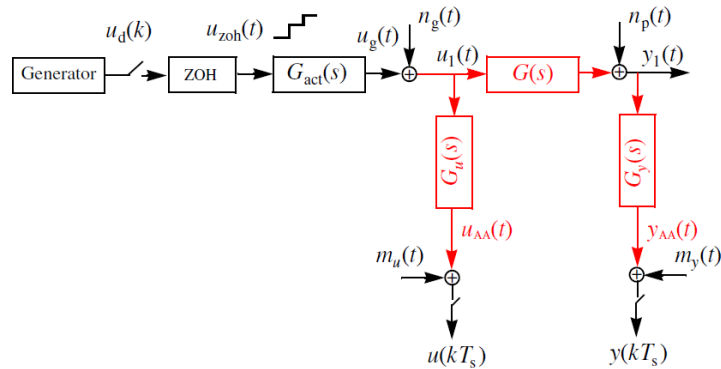 u_d(k)
u_zoh(t)
u_g(t)
n_g(t)
u_1(t)
n_p(t)
y_1(t)
Generator
ZOH
G_act(s)
G(s)
G_u(s)
G_y(s)
u_AA(t)
y_AA(t)
m_u(t)
m_y(t)
u(kT_s)
y(kT_s)